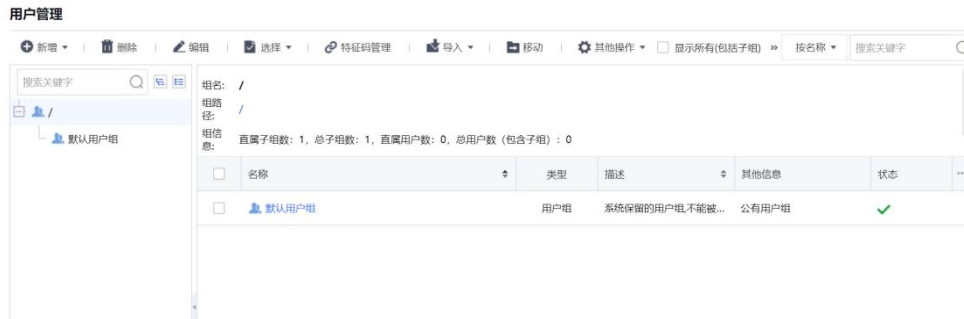 用户管理
新增 删除 编辑 选择 特征码管理 导入 移动 其他操作 显示所有(包括子组) » 按名称 搜索关键字
搜索关键字
/
默认用户组
组名: /
组路径: /
组信息: 直属子组数: 1, 总子组数: 1, 直属用户数: 0, 总用户数 (包含子组) : 0
名称 类型 描述 其他信息 状态
默认用户组 用户组 系统保留的用户组,不能被... 公有用户组